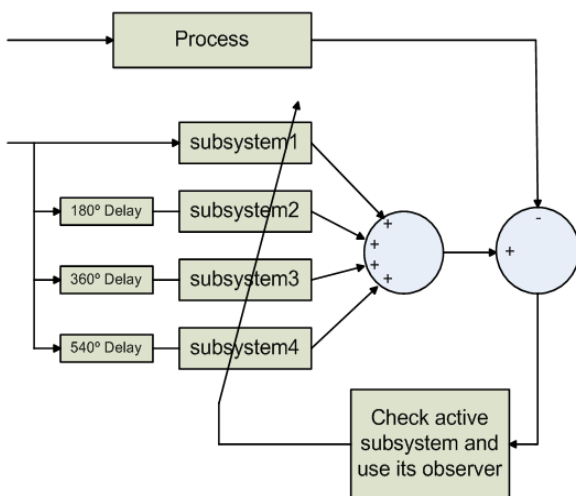 Process
subsystem1
180º Delay
subsystem2
360º Delay
subsystem3
540º Delay
subsystem4
+
+
+
+
-
+
Check active
subsystem and
use its observer